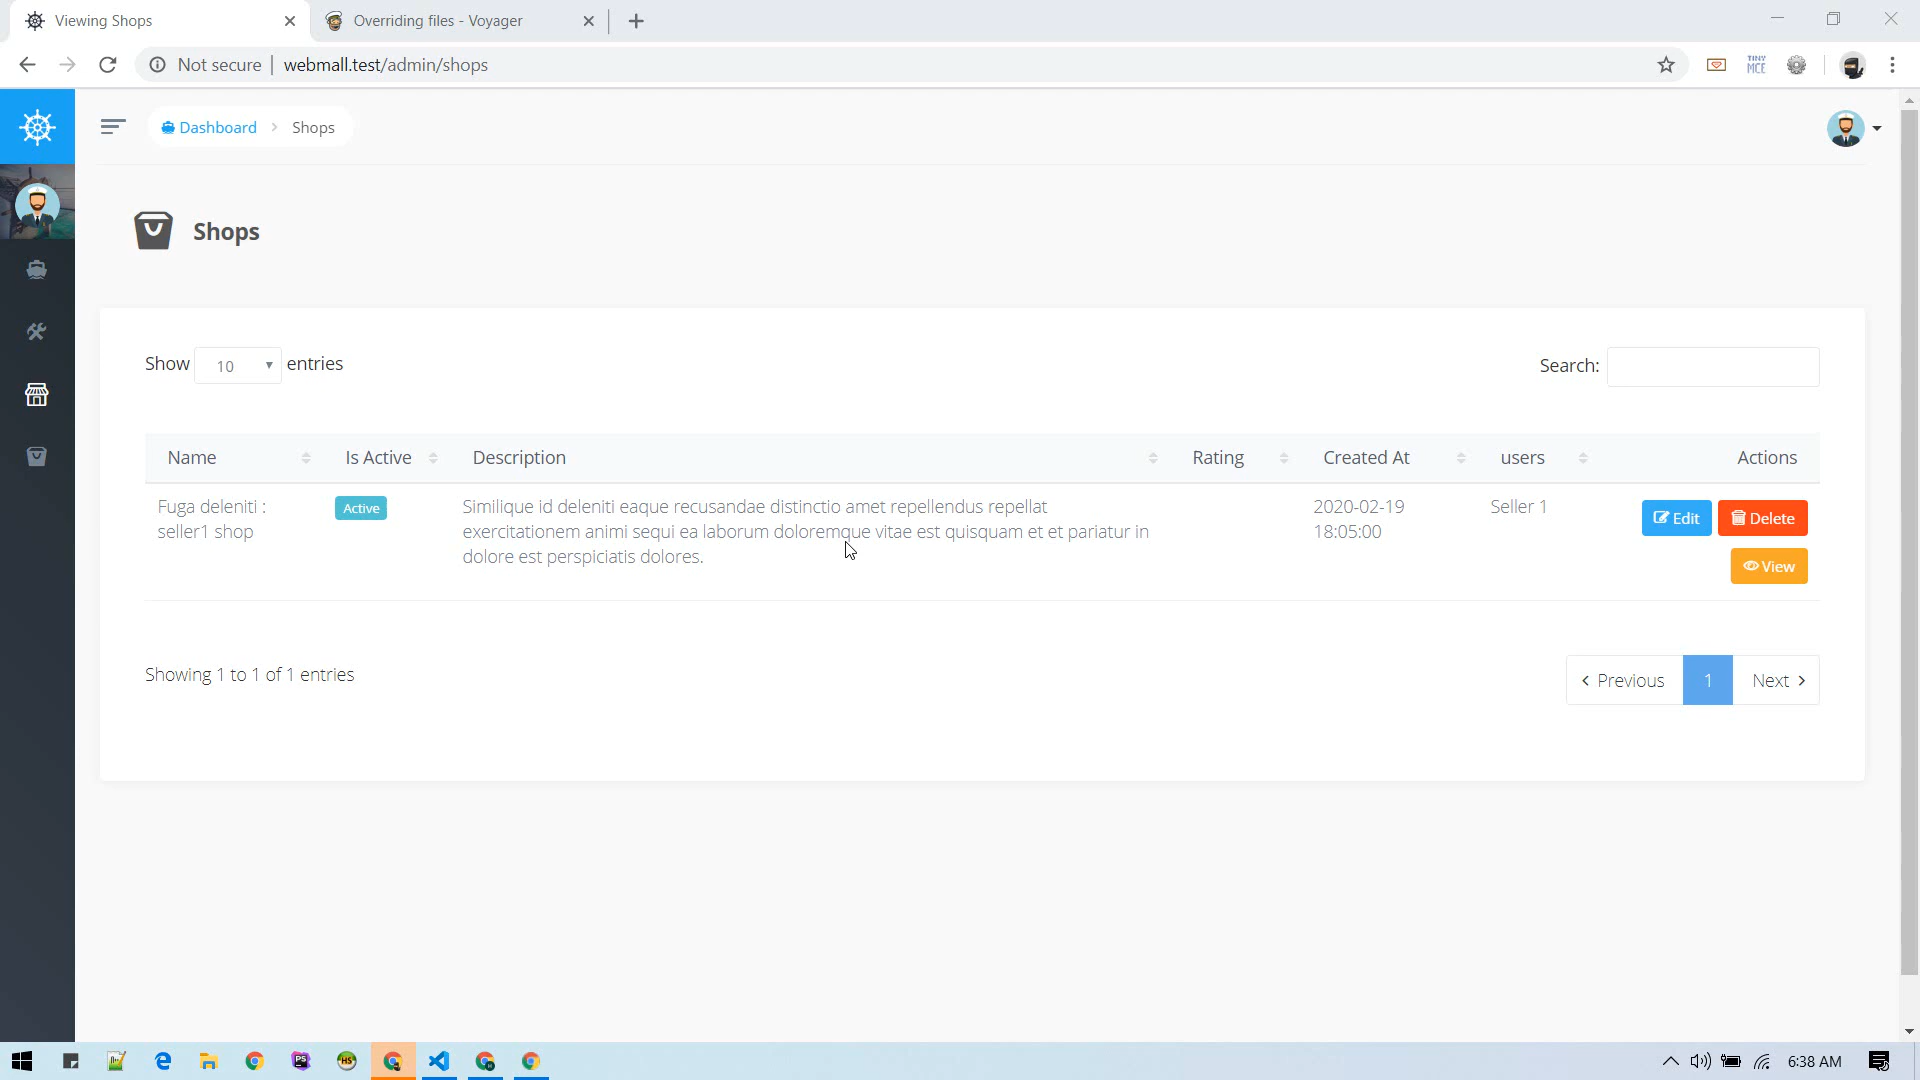 Viewing Shops
Overriding files - Voyager
Not secure
webmall.test/admin/shops
TINY
MCE
Dashboard
Shops
Shops
Show 10 entries
Search:
Name
Is Active
Description
Rating
Created At
users
Actions
Fuga deleniti :
seller1 shop
Active
Similique id deleniti eaque recusandae distinctio amet repellendus repellat
exercitationem animi sequi ea laborum doloremque vitae est quisquam et et pariatur in
dolore est perspiciatis dolores.
2020-02-19
18:05:00
Seller 1
Edit
Delete
View
Showing 1 to 1 of 1 entries
Previous
1
Next
PS
HS
6:38 AM